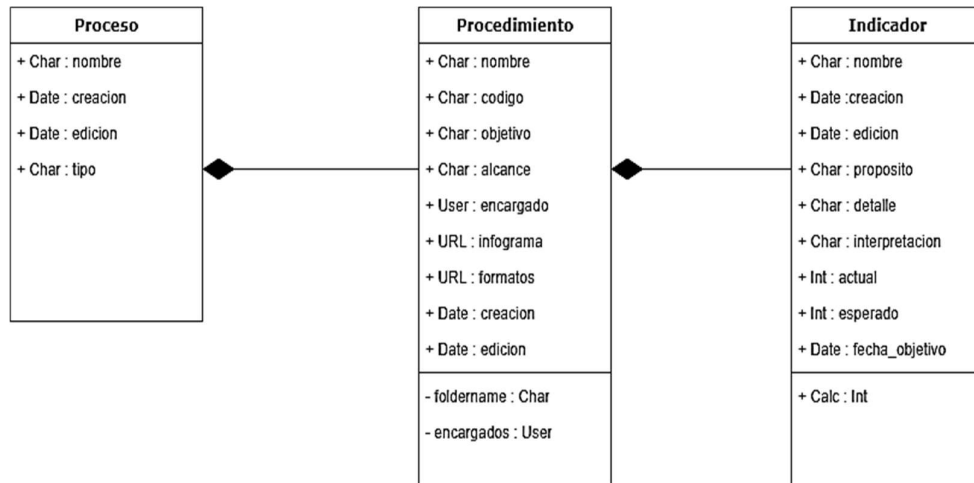 Proceso
+ Char : nombre
+ Date : creacion
+ Date : edicion
+ Char : tipo
Procedimiento
+ Char : nombre
+ Char : codigo
+ Char : objetivo
+ Char : alcance
+ User : encargado
+ URL : infograma
+ URL : formatos
+ Date : creacion
+ Date : edicion
- foldername : Char
- encargados : User
Indicador
+ Char : nombre
+ Date :creacion
+ Date : edicion
+ Char : proposito
+ Char : detalle
+ Char : interpretacion
+ Int : actual
+ Int : esperado
+ Date : fecha_objetivo
+ Calc : Int